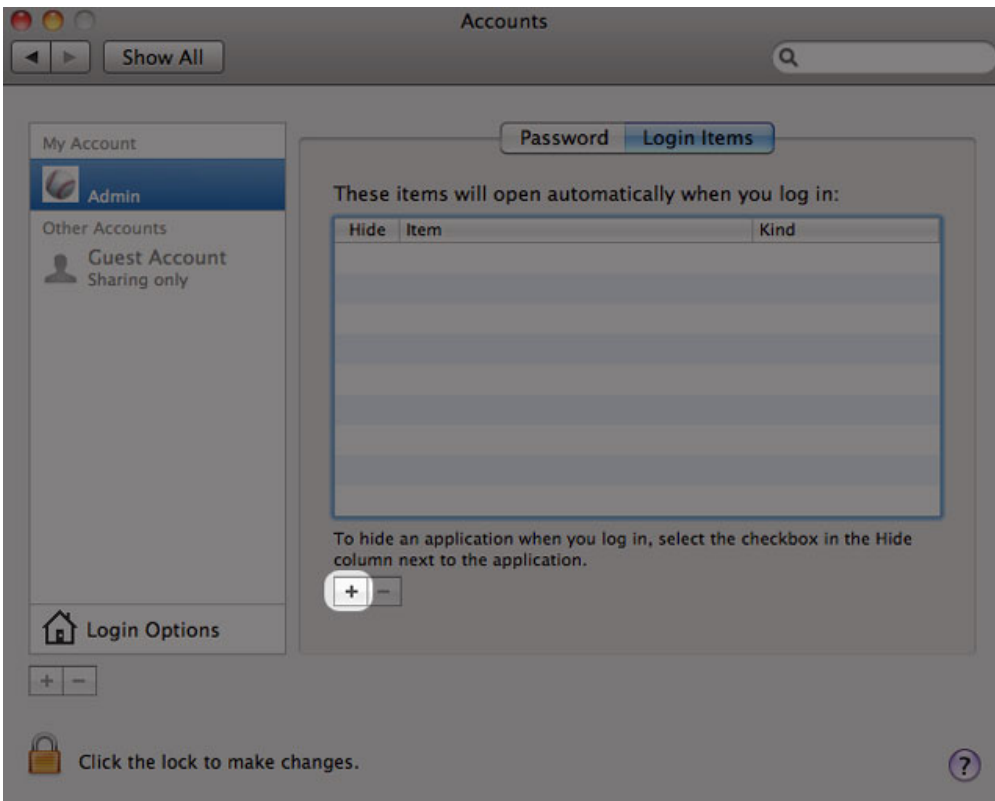 Accounts
Show All
My Account
Admin
Other Accounts
Guest Account
Sharing only
Login Options
Password Login Items
These items will open automatically when you log in:
Hide Item Kind
To hide an application when you log in, select the checkbox in the Hide
column next to the application.
+ −
+ −
Click the lock to make changes.
?